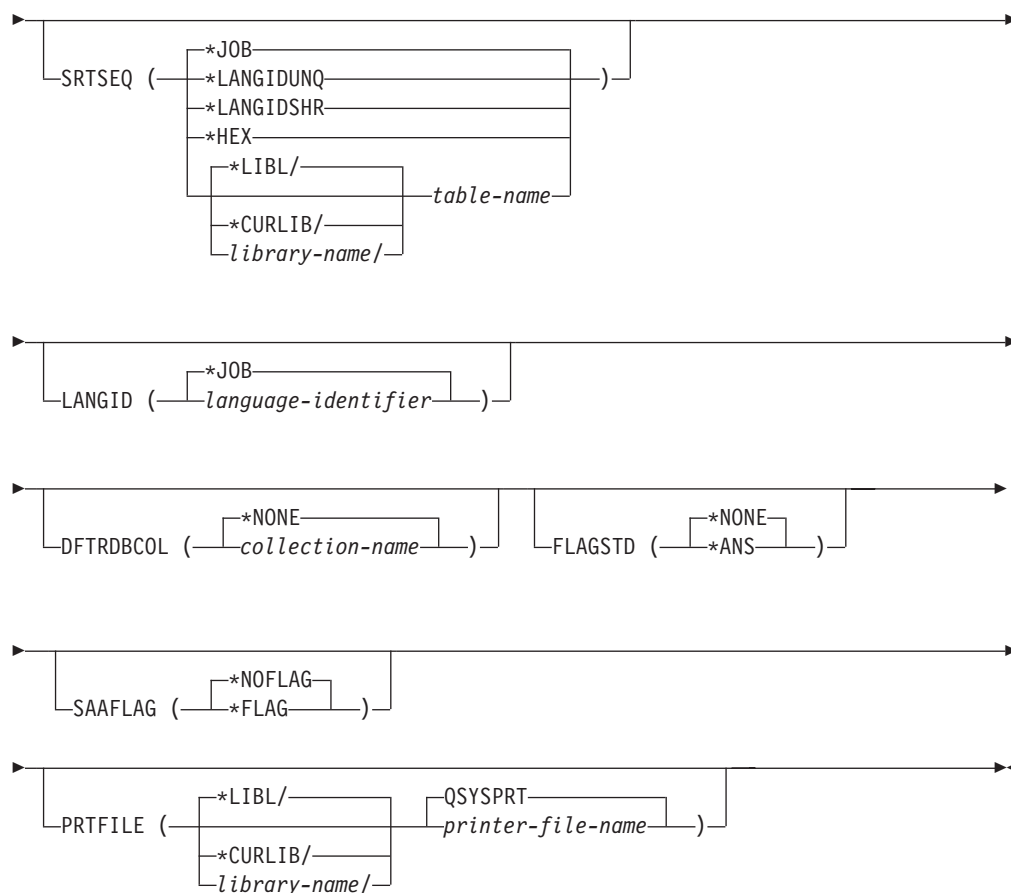 *JOB
SRTSEQ ( *LANGIDUNQ )
*LANGIDSHR
*HEX
*LIBL/
table-name
*CURLIB/
library-name/
*JOB
LANGID ( language-identifier )
*NONE *NONE
DFTRDBCOL ( collection-name ) FLAGSTD ( *ANS )
*NOFLAG
SAAFLAG ( *FLAG )
*LIBL/ QSYSPRT
PRTFILE ( printer-file-name )
*CURLIB/
library-name/